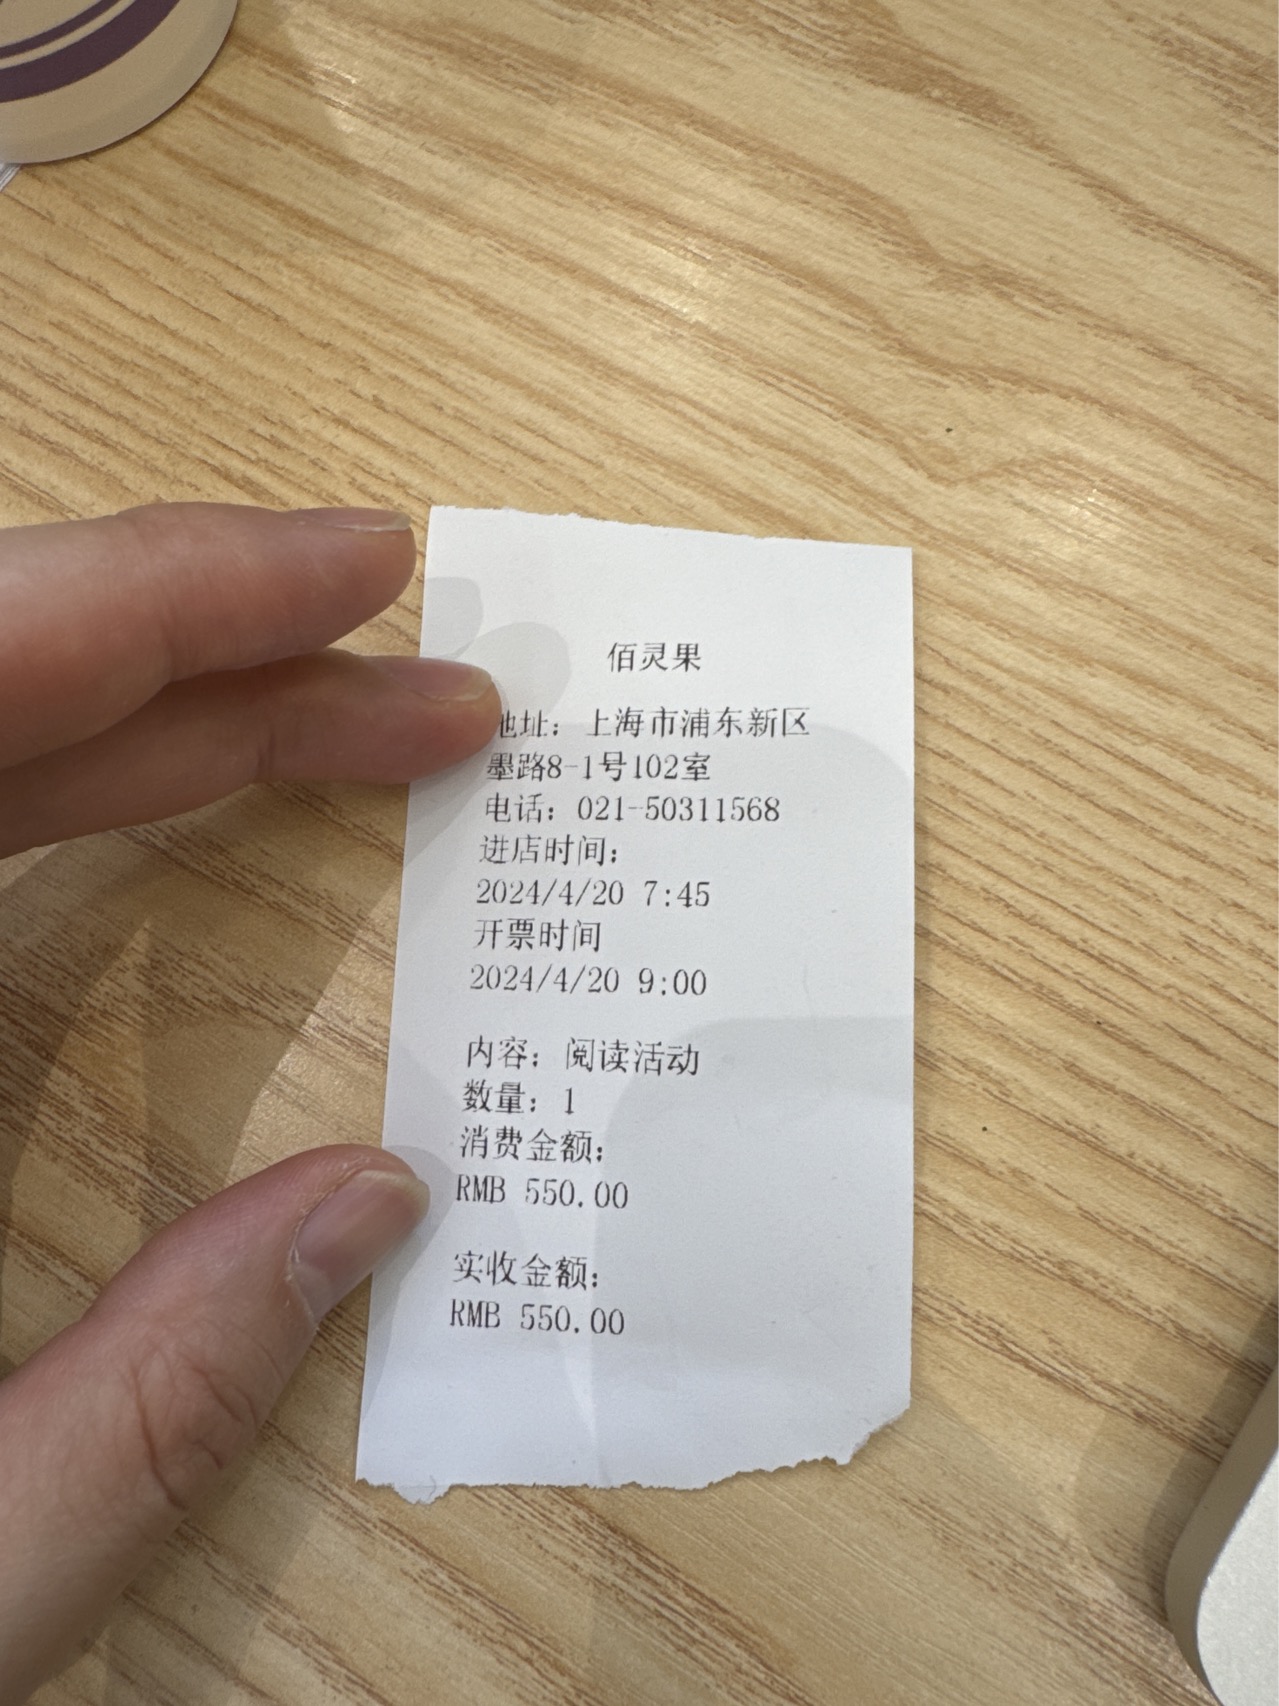 佰灵果
地址：上海市浦东新区
墨路8-1号102室
电话：021-50311568
进店时间：
2024/4/20 7:45
开票时间
2024/4/20 9:00
内容：阅读活动
数量：1
消费金额：
RMB 550.00
实收金额：
RMB 550.00